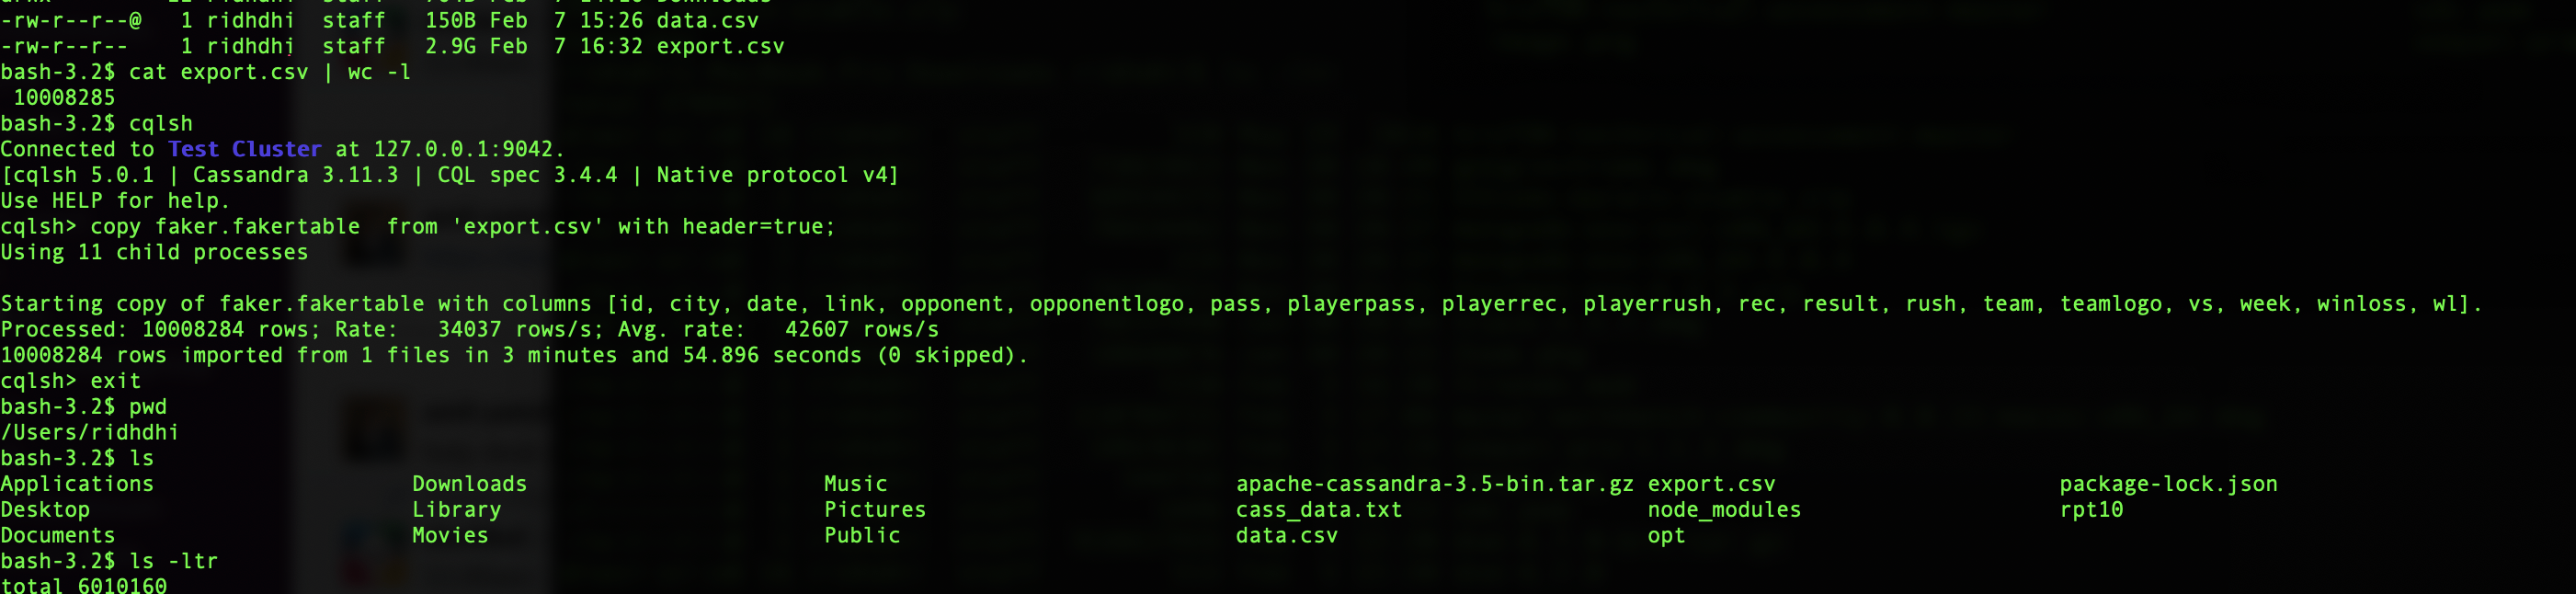 -rw-r--r--@   1 ridhdhi  staff   150B Feb  7 15:26 data.csv
-rw-r--r--    1 ridhdhi  staff   2.9G Feb  7 16:32 export.csv
bash-3.2$ cat export.csv | wc -l
 10008285
bash-3.2$ cqlsh
Connected to Test Cluster at 127.0.0.1:9042.
[cqlsh 5.0.1 | Cassandra 3.11.3 | CQL spec 3.4.4 | Native protocol v4]
Use HELP for help.
cqlsh> copy faker.fakertable  from 'export.csv' with header=true;
Using 11 child processes
Starting copy of faker.fakertable with columns [id, city, date, link, opponent, opponentlogo, pass, playerpass, playerrec, playerrush, rec, result, rush, team, teamlogo, vs, week, winloss, wl].
Processed: 10008284 rows; Rate:   34037 rows/s; Avg. rate:   42607 rows/s
10008284 rows imported from 1 files in 3 minutes and 54.896 seconds (0 skipped).
cqlsh> exit
bash-3.2$ pwd
/Users/ridhdhi
bash-3.2$ ls
Applications Downloads Music apache-cassandra-3.5-bin.tar.gz export.csv package-lock.json
Desktop Library Pictures cass_data.txt node_modules rpt10
Documents Movies Public data.csv opt
bash-3.2$ ls -ltr
total 6010160